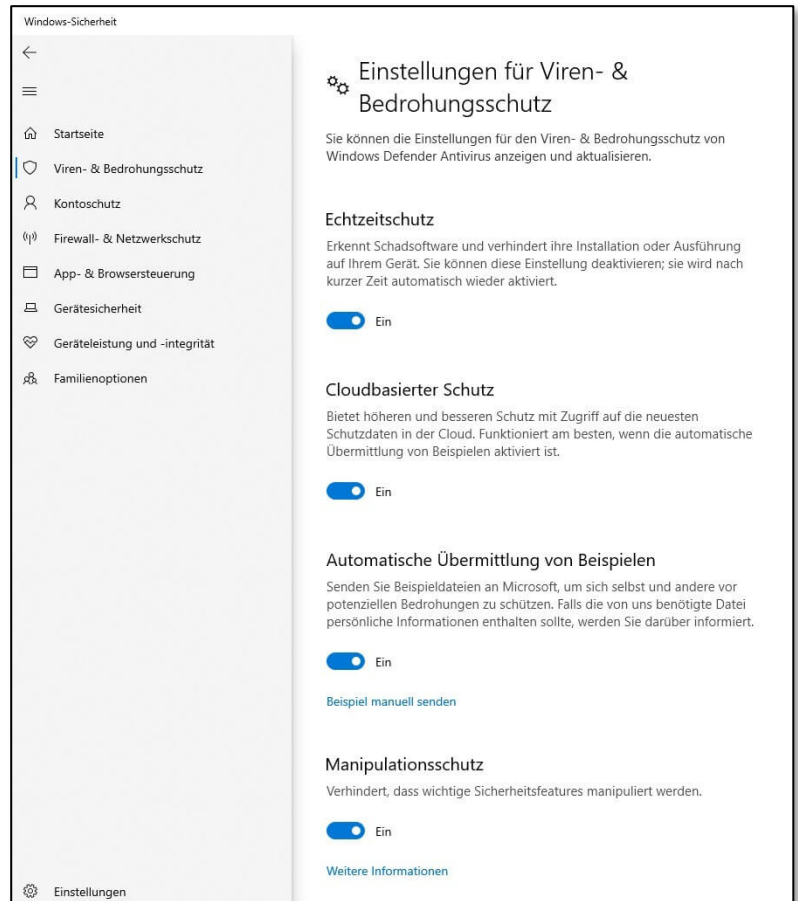 Windows-Sicherheit
Startseite
Viren- & Bedrohungsschutz
Kontoschutz
Firewall- & Netzwerkschutz
App- & Browsersteuerung
Gerätesicherheit
Geräteleistung und -integrität
Familienoptionen
Einstellungen
Einstellungen für Viren- &
Bedrohungsschutz
Sie können die Einstellungen für den Viren- & Bedrohungsschutz von
Windows Defender Antivirus anzeigen und aktualisieren.
Echtzeitschutz
Erkennt Schadsoftware und verhindert ihre Installation oder Ausführung
auf Ihrem Gerät. Sie können diese Einstellung deaktivieren; sie wird nach
kurzer Zeit automatisch wieder aktiviert.
Ein
Cloudbasierter Schutz
Bietet höheren und besseren Schutz mit Zugriff auf die neuesten
Schutzdaten in der Cloud. Funktioniert am besten, wenn die automatische
Übermittlung von Beispielen aktiviert ist.
Ein
Automatische Übermittlung von Beispielen
Senden Sie Beispieldateien an Microsoft, um sich selbst und andere vor
potenziellen Bedrohungen zu schützen. Falls die von uns benötigte Datei
persönliche Informationen enthalten sollte, werden Sie darüber informiert.
Ein
Beispiel manuell senden
Manipulationsschutz
Verhindert, dass wichtige Sicherheitsfeatures manipuliert werden.
Ein
Weitere Informationen